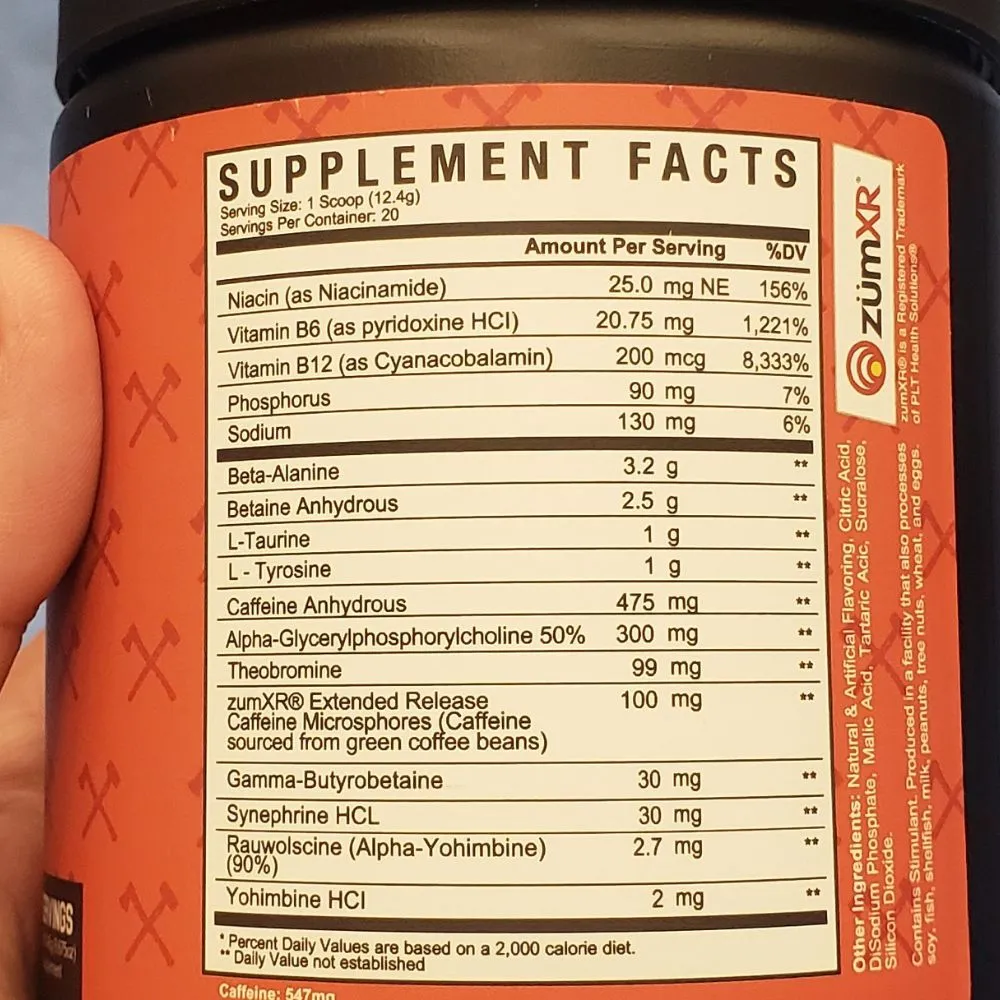 SUPPLEMENT FACTS
Serving Size: 1 Scoop (12.4g)
Servings Per Container: 20
Amount Per Serving %DV
Niacin (as Niacinamide) 25.0 mg NE 156%
Vitamin B6 (as pyridoxine HCl) 20.75 mg 1,221%
Vitamin B12 (as Cyanacobalamin) 200 mcg 8,333%
Phosphorus 90 mg 7%
Sodium 130 mg 6%
Beta-Alanine 3.2 g **
Betaine Anhydrous 2.5 g **
L-Taurine 1 g **
L - Tyrosine 1 g **
Caffeine Anhydrous 475 mg **
Alpha-Glycerylphosphorylcholine 50% 300 mg **
Theobromine 99 mg **
zumXR® Extended Release 100 mg **
Caffeine Microsphores (Caffeine
sourced from green coffee beans)
Gamma-Butyrobetaine 30 mg **
Synephrine HCL 30 mg **
Rauwolscine (Alpha-Yohimbine) 2.7 mg **
(90%)
Yohimbine HCl 2 mg **
* Percent Daily Values are based on a 2,000 calorie diet.
** Daily Value not established
Caffeine: 547mg
zümXR®
zumXR® is a Registered Trademark
of PLT Health Solutions®
Other Ingredients: Natural & Artificial Flavoring, Citric Acid,
DiSodium Phosphate, Malic Acid, Tartaric Acic, Sucralose,
Silicon Dioxide.
Contains Stimulant. Produced in a facility that also processes
soy, fish, shellfish, milk, peanuts, tree nuts, wheat, and eggs.